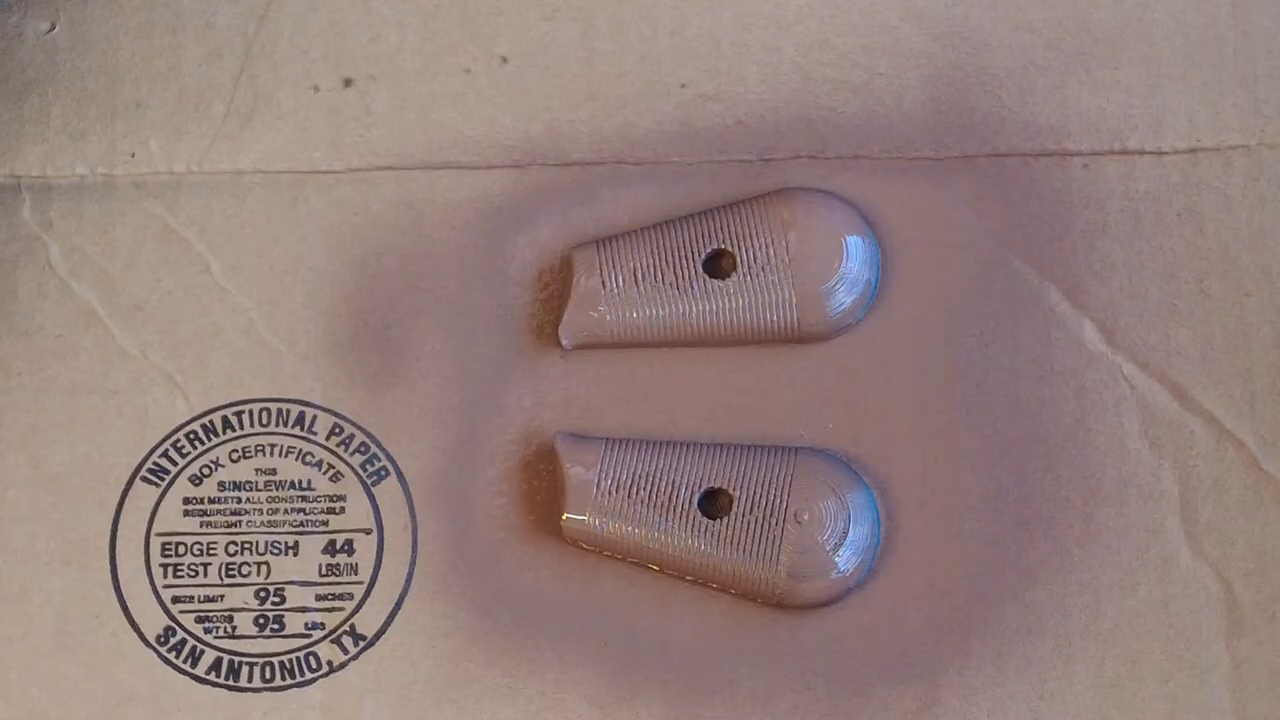 INTERNATIONAL PAPER
BOX CERTIFICATE
THIS
SINGLEWALL
BOX MEETS ALL CONSTRUCTION
REQUIREMENTS OF APPLICABLE
FREIGHT CLASSIFICATION
EDGE CRUSH 44
TEST (ECT) LBS/IN
SIZE LIMIT 95 INCHES
GROSS
WT LT 95 LBS
SAN ANTONIO, TX